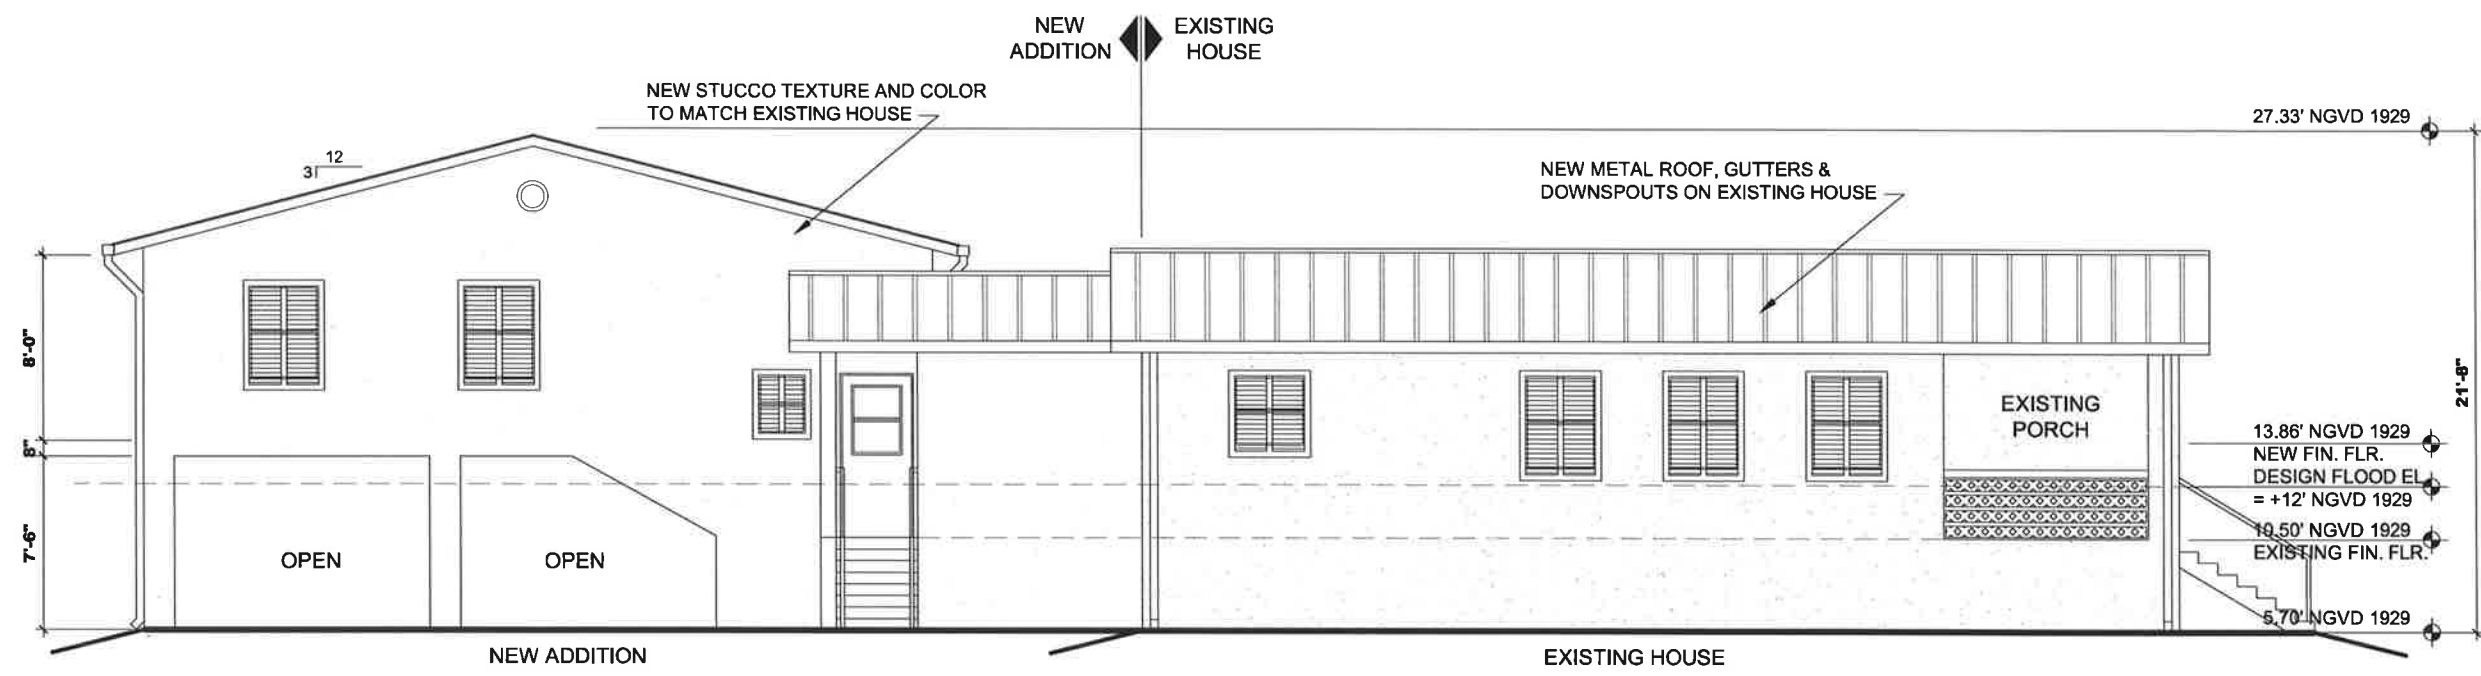 NEW
ADDITION
EXISTING
HOUSE
NEW STUCCO TEXTURE AND COLOR
TO MATCH EXISTING HOUSE
27.33' NGVD 1929
12
3
NEW METAL ROOF, GUTTERS &
DOWNSPOUTS ON EXISTING HOUSE
8'-0"
8"
7'-6"
21'-8"
EXISTING
PORCH
13.86' NGVD 1929
NEW FIN. FLR.
DESIGN FLOOD EL.
= +12' NGVD 1929
10.50' NGVD 1929
EXISTING FIN. FLR.
5.70' NGVD 1929
OPEN
OPEN
NEW ADDITION
EXISTING HOUSE